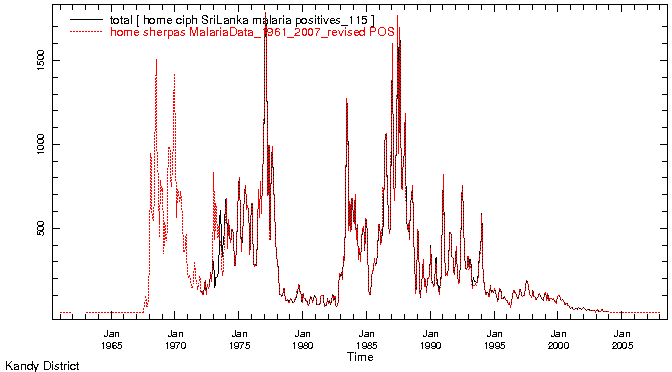 total [ home ciph SriLanka malaria positives_115 ]
home sherpas MalariaData_1961_2007_revised POS
1500
1000
500
Jan Jan Jan Jan Jan Jan Jan Jan Jan
1965 1970 1975 1980 1985 1990 1995 2000 2005
Time
Kandy District